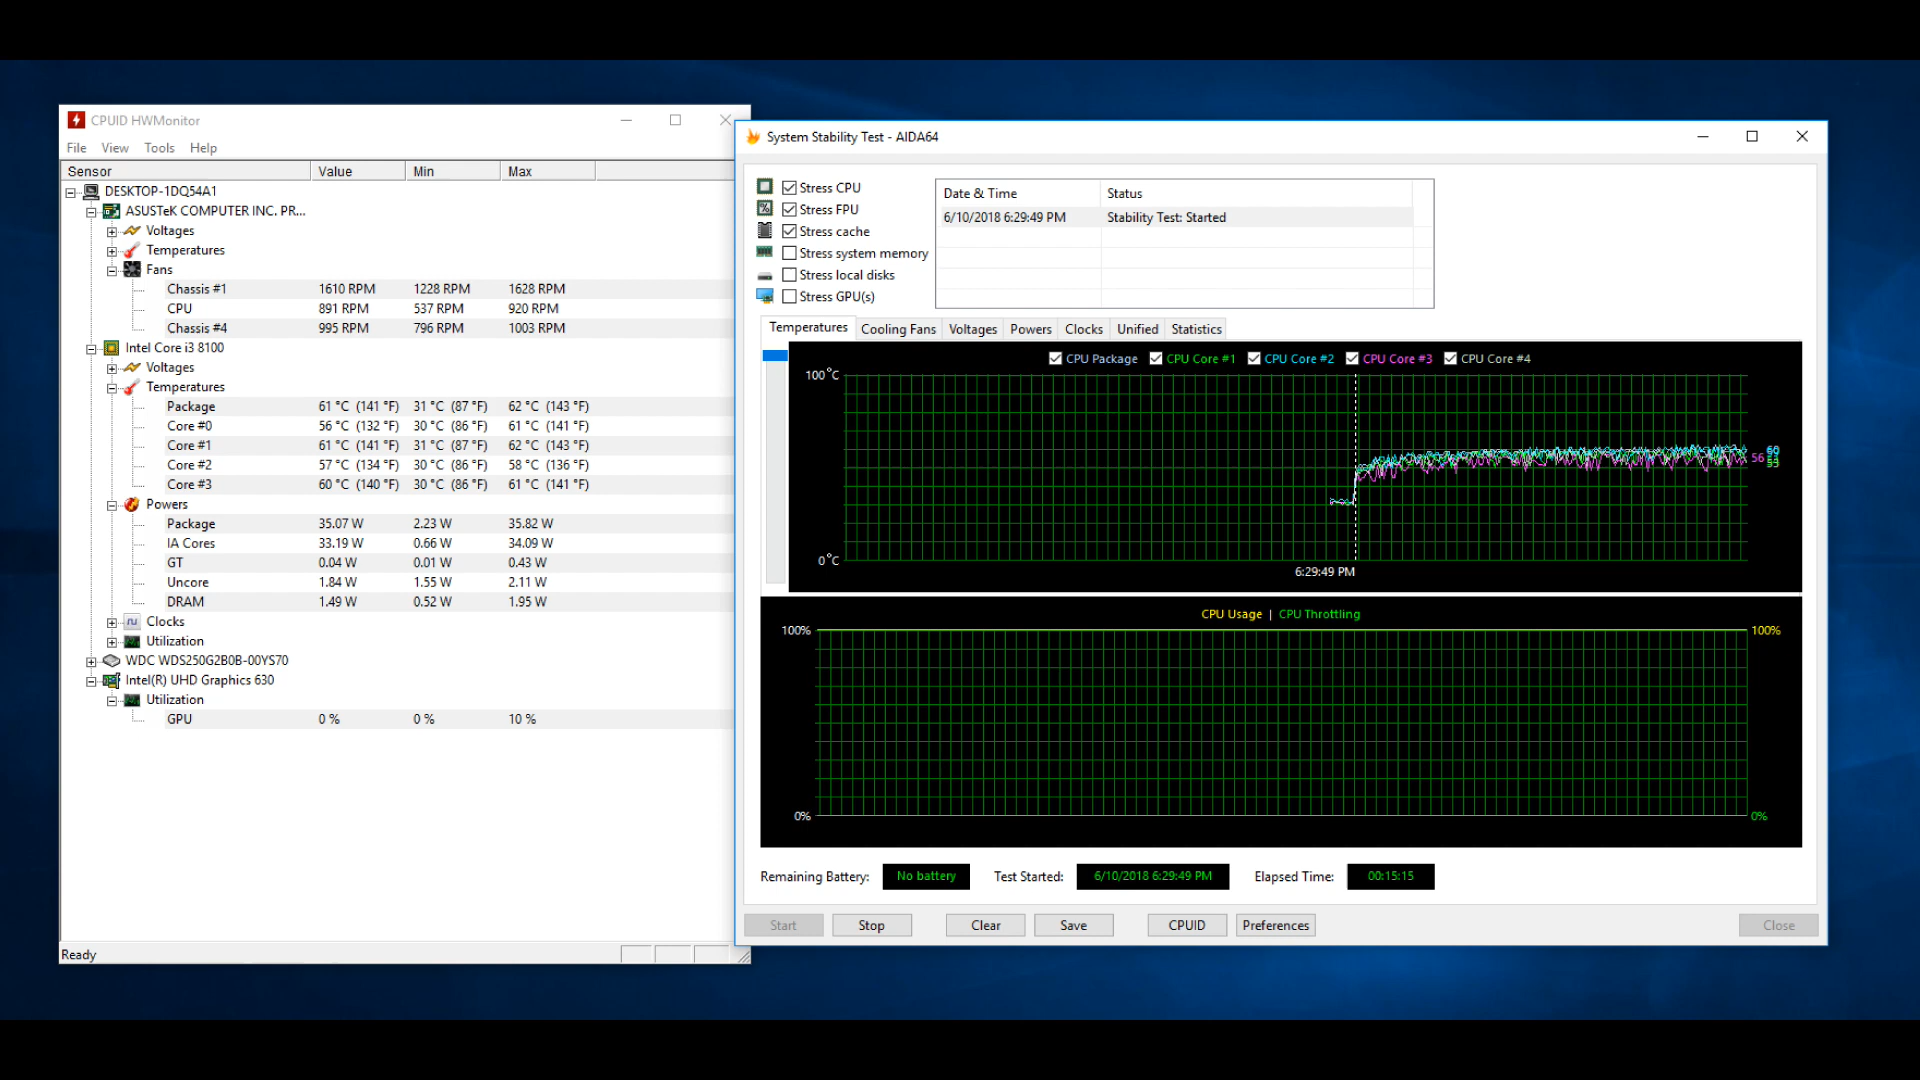 CPUID HWMonitor
File View Tools Help
Sensor Value Min Max
DESKTOP-1DQ54A1
ASUSTeK COMPUTER INC. PR...
Voltages
Temperatures
Fans
Chassis #1 1610 RPM 1228 RPM 1628 RPM
CPU 891 RPM 537 RPM 920 RPM
Chassis #4 995 RPM 796 RPM 1003 RPM
Intel Core i3 8100
Voltages
Temperatures
Package 61 °C (141 °F) 31 °C (87 °F) 62 °C (143 °F)
Core #0 56 °C (132 °F) 30 °C (86 °F) 61 °C (141 °F)
Core #1 61 °C (141 °F) 31 °C (87 °F) 62 °C (143 °F)
Core #2 57 °C (134 °F) 30 °C (86 °F) 58 °C (136 °F)
Core #3 60 °C (140 °F) 30 °C (86 °F) 61 °C (141 °F)
Powers
Package 35.07 W 2.23 W 35.82 W
IA Cores 33.19 W 0.66 W 34.09 W
GT 0.04 W 0.01 W 0.43 W
Uncore 1.84 W 1.55 W 2.11 W
DRAM 1.49 W 0.52 W 1.95 W
Clocks
Utilization
WDC WDS250G2B0B-00YS70
Intel(R) UHD Graphics 630
Utilization
GPU 0 % 0 % 10 %
Ready
System Stability Test - AIDA64
Stress CPU
Stress FPU
Stress cache
Stress system memory
Stress local disks
Stress GPU(s)
Date & Time Status
6/10/2018 6:29:49 PM Stability Test: Started
Temperatures Cooling Fans Voltages Powers Clocks Unified Statistics
CPU Package CPU Core #1 CPU Core #2 CPU Core #3 CPU Core #4
100°C
56
0°C
6:29:49 PM
CPU Usage | CPU Throttling
100% 100%
0% 0%
Remaining Battery: No battery Test Started: 6/10/2018 6:29:49 PM Elapsed Time: 00:15:15
Start Stop Clear Save CPUID Preferences Close